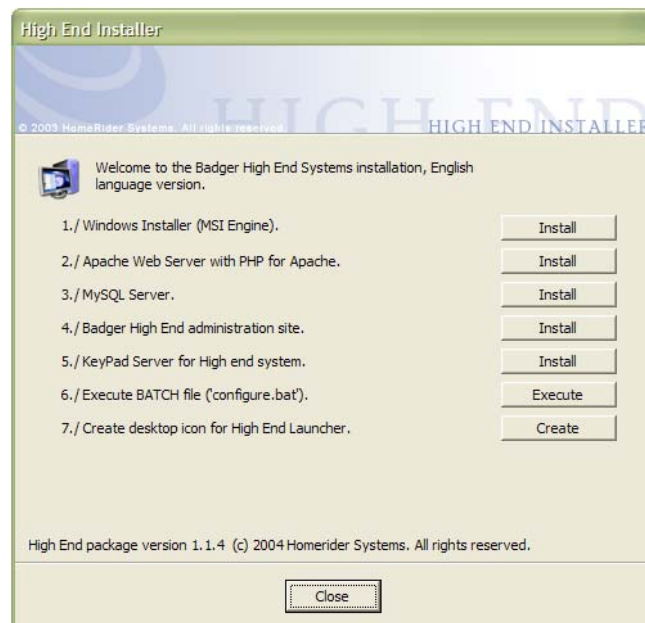 High End Installer
© 2003 HomeRider Systems. All rights reserved.
HIGH END
HIGH END INSTALLER
Welcome to the Badger High End Systems installation, English
language version.
1./ Windows Installer (MSI Engine).
Install
2./ Apache Web Server with PHP for Apache.
Install
3./ MySQL Server.
Install
4./ Badger High End administration site.
Install
5./ KeyPad Server for High end system.
Install
6./ Execute BATCH file ('configure.bat').
Execute
7./ Create desktop icon for High End Launcher.
Create
High End package version 1.1.4 (c) 2004 Homerider Systems. All rights reserved.
Close